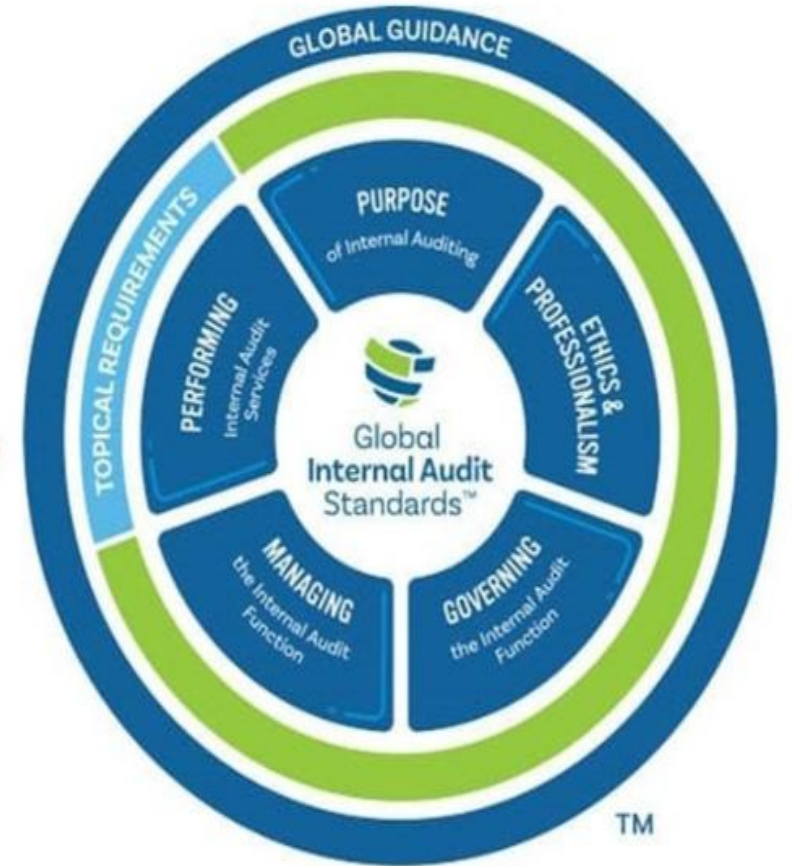 GLOBAL GUIDANCE
TOPICAL REQUIREMENTS
PURPOSE
of Internal Auditing
ETHICS &
PROFESSIONALISM
GOVERNING
the Internal Audit
Function
MANAGING
the Internal Audit
Function
PERFORMING
Internal Audit
Services
Global
Internal Audit
Standards™
TM